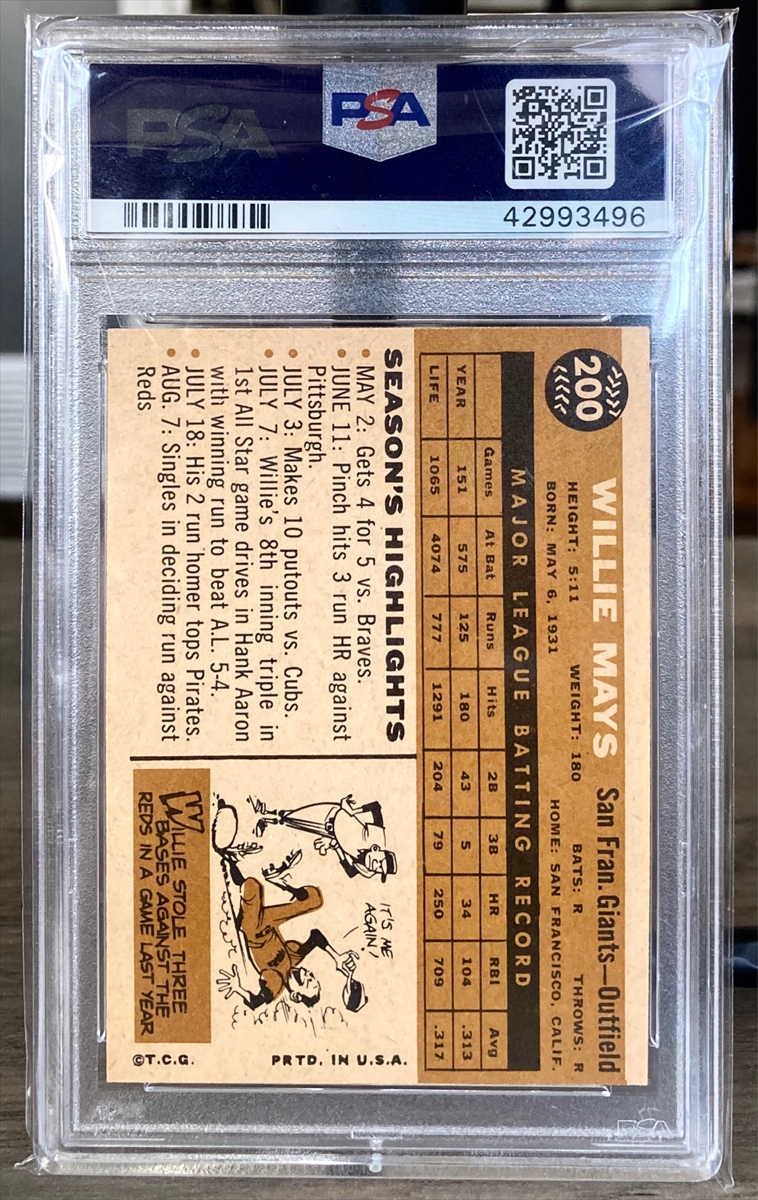 PSA
PSA
42993496
200
WILLIE MAYS San Fran. Giants—Outfield
HEIGHT: 5:11 WEIGHT: 180 BATS: R THROWS: R
BORN: MAY 6, 1931 HOME: SAN FRANCISCO, CALIF.
MAJOR LEAGUE BATTING RECORD
Games At Bat Runs Hits 2B 3B HR RBI Avg
YEAR 151 575 125 180 43 5 34 104 .313
LIFE 1065 4074 777 1291 204 79 250 709 .317
SEASON'S HIGHLIGHTS
• MAY 2: Gets 4 for 5 vs. Braves.
• JUNE 11: Pinch hits 3 run HR against
Pittsburgh.
• JULY 3: Makes 10 putouts vs. Cubs.
• JULY 7: Willie's 8th inning triple in
1st All Star game drives in Hank Aaron
with winning run to beat A.L. 5-4.
• JULY 18: His 2 run homer tops Pirates.
• AUG. 7: Singles in deciding run against
Reds
IT'S ME
AGAIN!
WILLIE STOLE THREE
BASES AGAINST THE
REDS IN A GAME LAST YEAR
©T.C.G. PRTD. IN U.S.A.
PSA